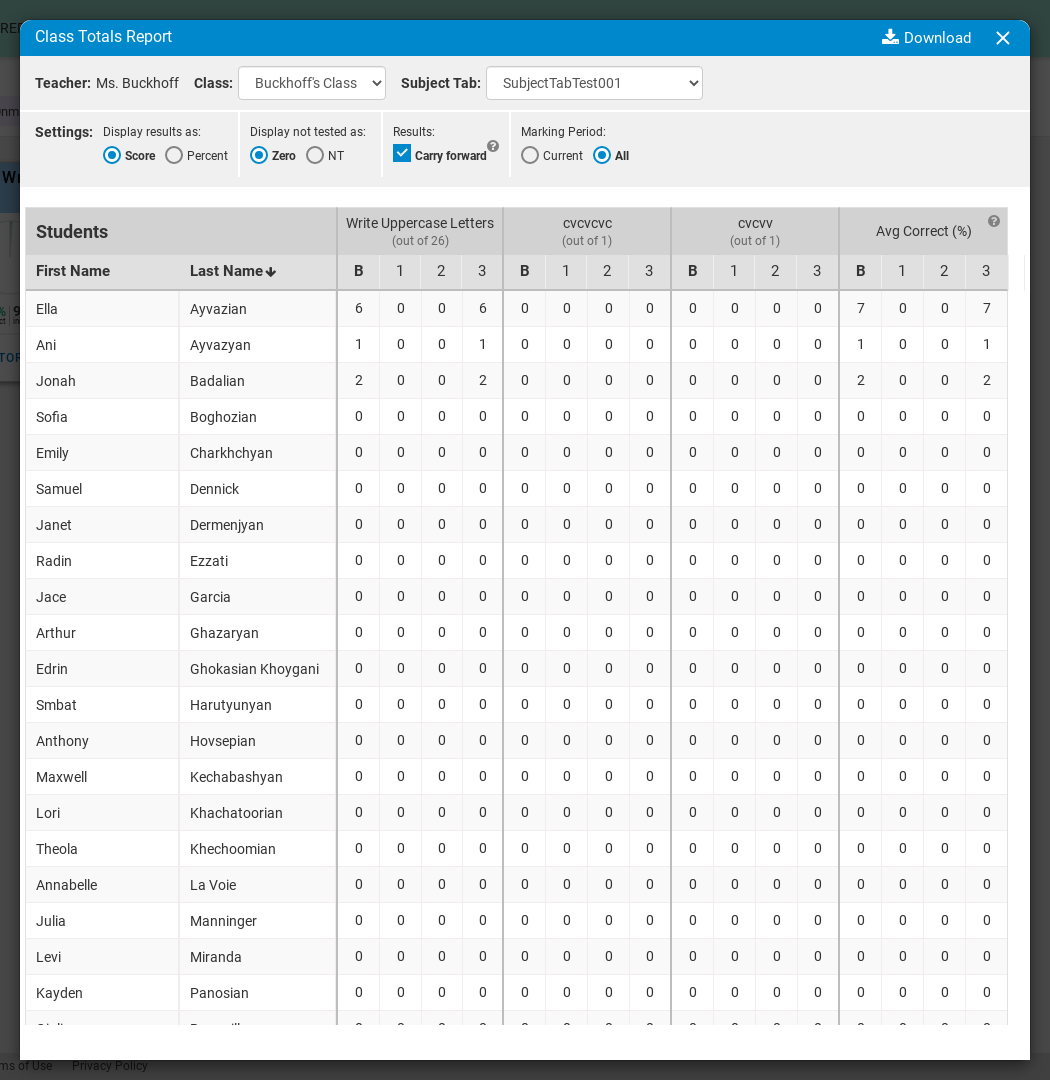 Class Totals Report Download
Teacher: Ms. Buckhoff Class: Buckhoff's Class Subject Tab: SubjectTabTest001
Settings: Display results as: Display not tested as: Results: Marking Period:
Score Percent Zero NT Carry forward Current All
Students Write Uppercase Letters cvcvcvc cvcvv Avg Correct (%)
(out of 26) (out of 1) (out of 1)
First Name Last Name B 1 2 3 B 1 2 3 B 1 2 3 B 1 2 3
Ella Ayvazian 6 0 0 6 0 0 0 0 0 0 0 0 7 0 0 7
Ani Ayvazyan 1 0 0 1 0 0 0 0 0 0 0 0 1 0 0 1
Jonah Badalian 2 0 0 2 0 0 0 0 0 0 0 0 2 0 0 2
Sofia Boghozian 0 0 0 0 0 0 0 0 0 0 0 0 0 0 0 0
Emily Charkhchyan 0 0 0 0 0 0 0 0 0 0 0 0 0 0 0 0
Samuel Dennick 0 0 0 0 0 0 0 0 0 0 0 0 0 0 0 0
Janet Dermenjyan 0 0 0 0 0 0 0 0 0 0 0 0 0 0 0 0
Radin Ezzati 0 0 0 0 0 0 0 0 0 0 0 0 0 0 0 0
Jace Garcia 0 0 0 0 0 0 0 0 0 0 0 0 0 0 0 0
Arthur Ghazaryan 0 0 0 0 0 0 0 0 0 0 0 0 0 0 0 0
Edrin Ghokasian Khoygani 0 0 0 0 0 0 0 0 0 0 0 0 0 0 0 0
Smbat Harutyunyan 0 0 0 0 0 0 0 0 0 0 0 0 0 0 0 0
Anthony Hovsepian 0 0 0 0 0 0 0 0 0 0 0 0 0 0 0 0
Maxwell Kechabashyan 0 0 0 0 0 0 0 0 0 0 0 0 0 0 0 0
Lori Khachatoorian 0 0 0 0 0 0 0 0 0 0 0 0 0 0 0 0
Theola Khechoomian 0 0 0 0 0 0 0 0 0 0 0 0 0 0 0 0
Annabelle La Voie 0 0 0 0 0 0 0 0 0 0 0 0 0 0 0 0
Julia Manninger 0 0 0 0 0 0 0 0 0 0 0 0 0 0 0 0
Levi Miranda 0 0 0 0 0 0 0 0 0 0 0 0 0 0 0 0
Kayden Panosian 0 0 0 0 0 0 0 0 0 0 0 0 0 0 0 0
of Use Privacy Policy